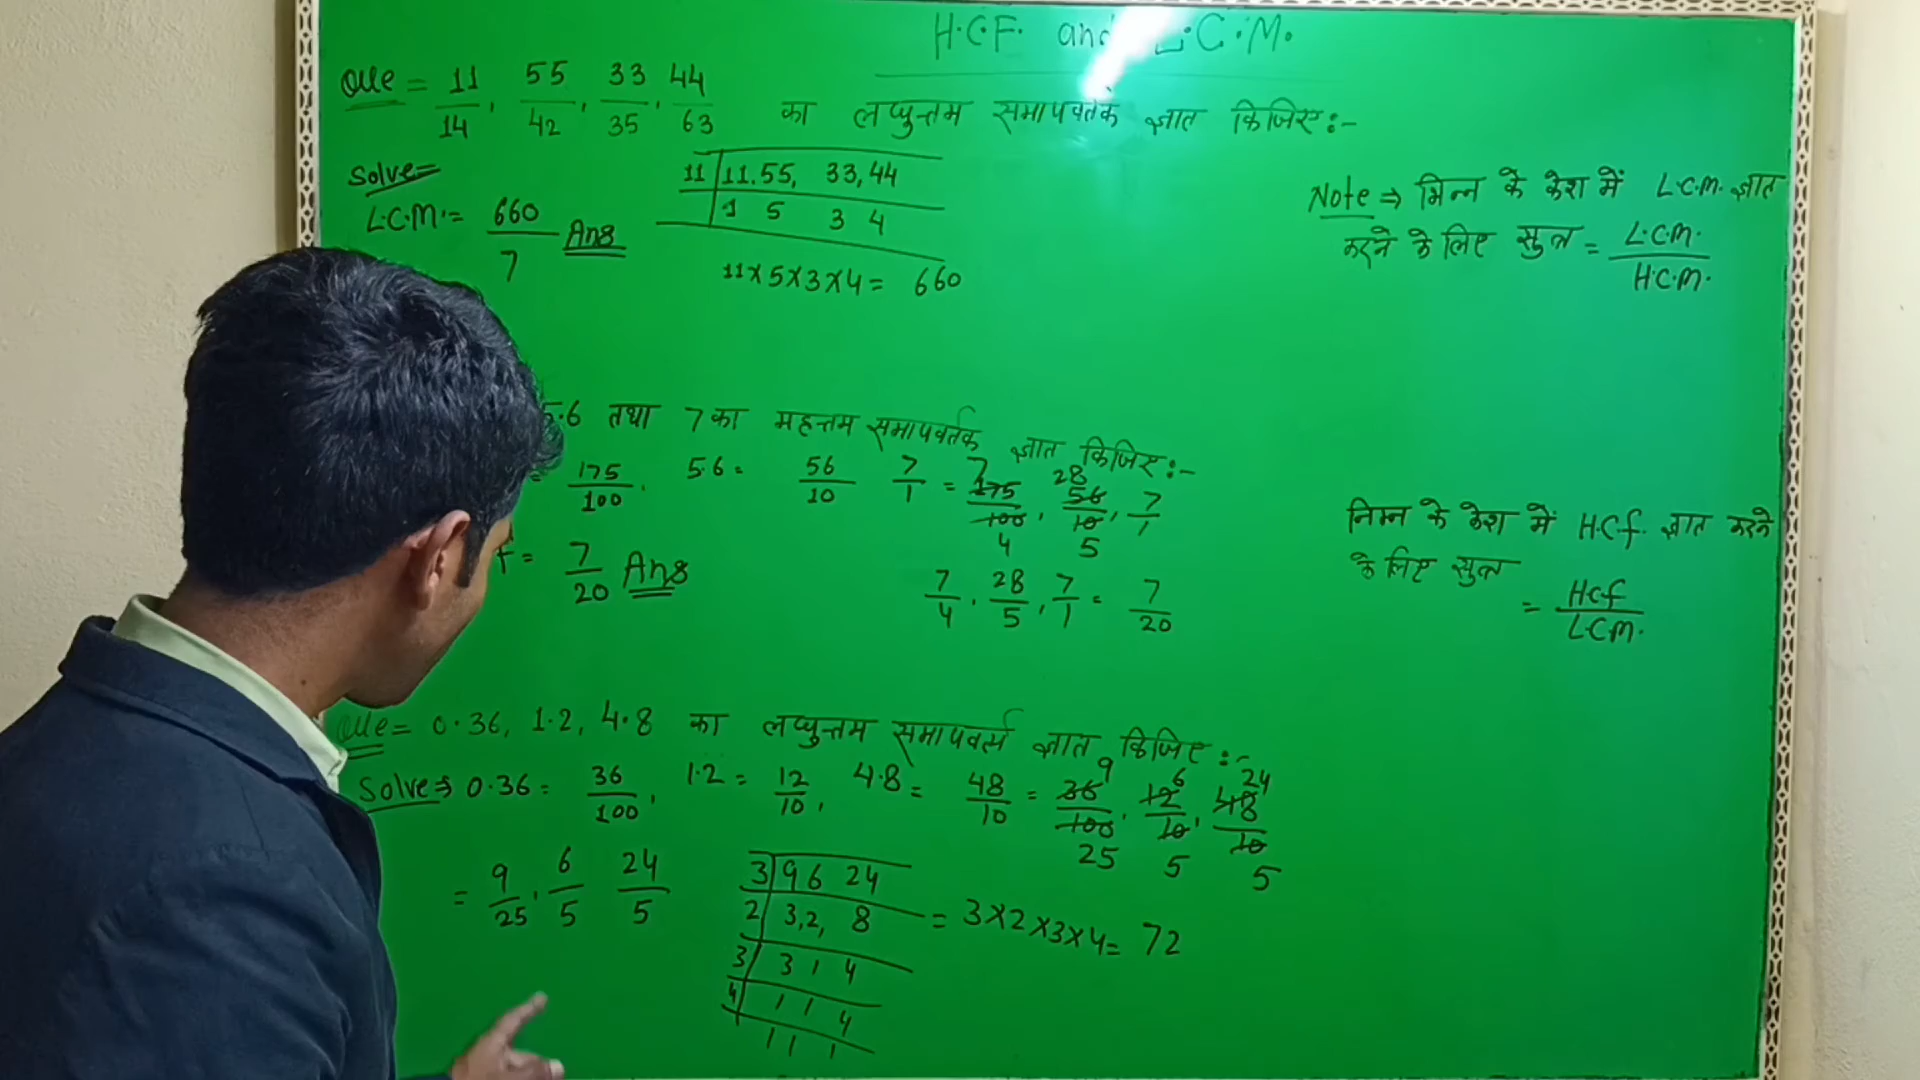 H.C.F. and L.C.M.
Que = 11/14, 55/42, 33/35, 44/63 का लघुत्तम समापवर्तक ज्ञात किजिए:-
Solve=
L.C.M.= 660/7 Ans
11 | 11.55, 33,44
1 5 3 4
11×5×3×4= 660
Note ⇒ भिन्न के केश में L.C.M. ज्ञात
करने के लिए सुत्र = L.C.M./H.C.M.
5.6 तथा 7 का महत्तम समापवर्तक ज्ञात किजिए:-
= 175/100, 5.6= 56/10 7/1 = 175/100, 56/10, 7/1
7 28
4 5
= 7/20 Ans
7/4, 28/5, 7/1 = 7/20
निम्न के केश में H.C.f. ज्ञात करने
के लिए सुत्र
= H.C.f/L.C.M.
Que= 0.36, 1.2, 4.8 का लघुत्तम समापवर्त्य ज्ञात किजिए:-
Solve⇒ 0.36= 36/100, 1.2= 12/10, 4.8= 48/10 = 36/100, 12/10, 48/10
9 6 24
25 5 5
= 9/25, 6/5 24/5
3 | 9 6 24
2 | 3,2, 8 = 3×2×3×4= 72
3 | 3 1 4
4 | 1 1 4
1 1 1